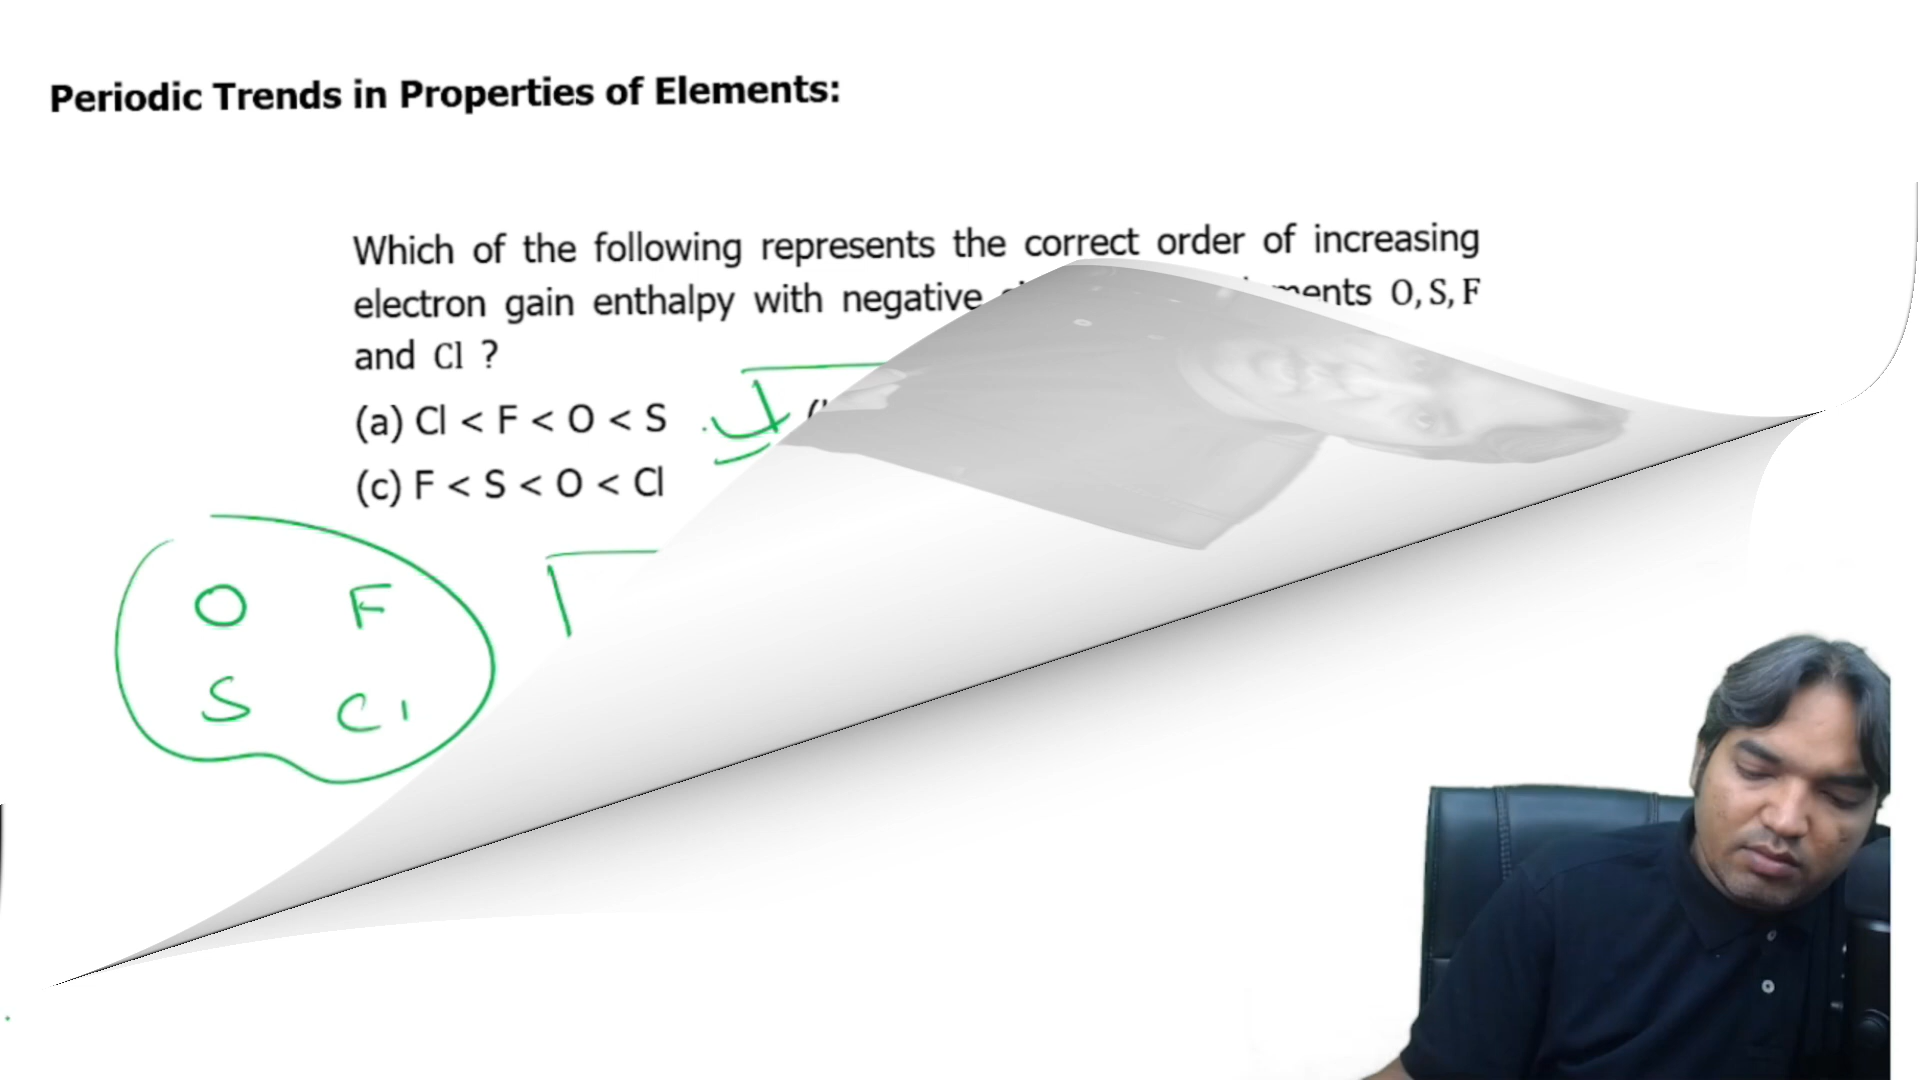 Periodic Trends in Properties of Elements:
Which of the following represents the correct order of increasing
electron gain enthalpy with negative O, S, F
and Cl ?
(a) Cl < F < O < S
(c) F < S < O < Cl
O F
S Cl